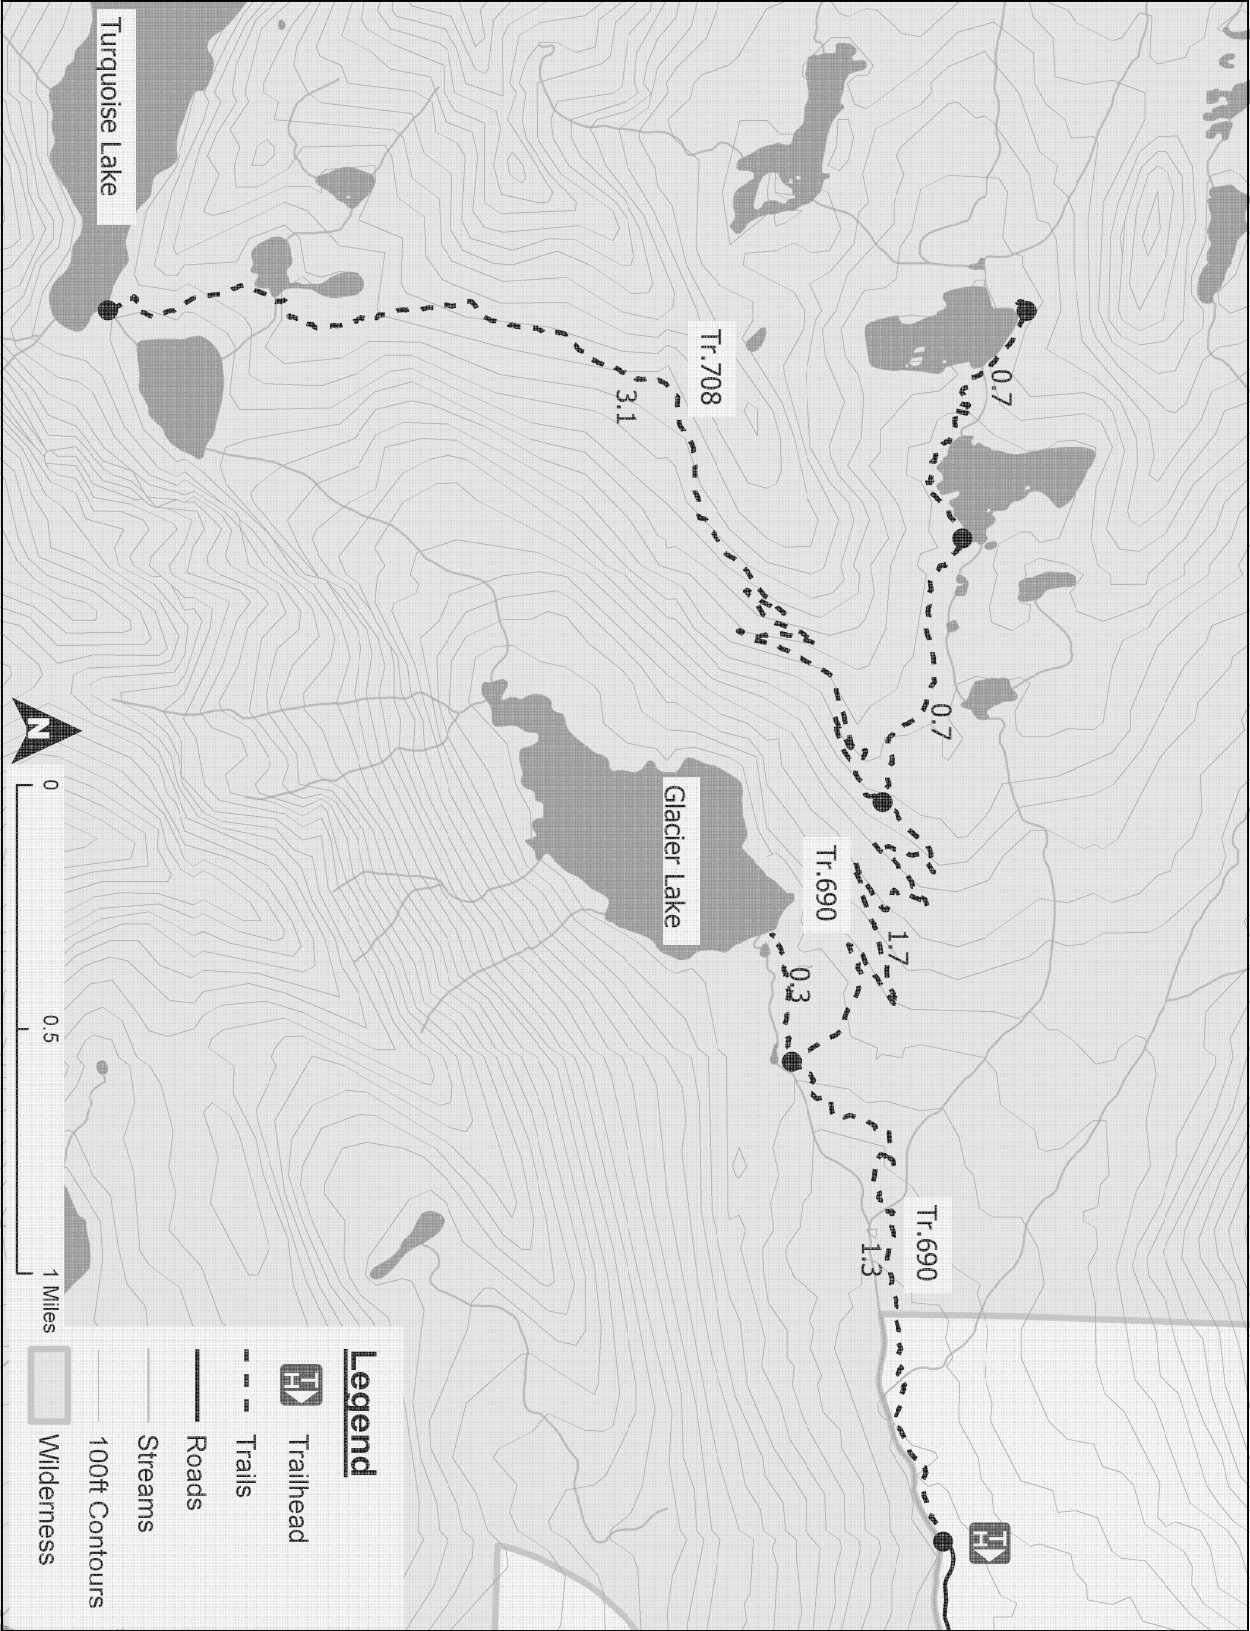 Turquoise Lake
Tr.708
3.1
0.7
0.7
Glacier Lake
Tr.690
1.7
0.3
Tr.690
1.3
N
0 0.5 1 Miles
TH
Legend
TH Trailhead
Trails
Roads
Streams
100ft Contours
Wilderness